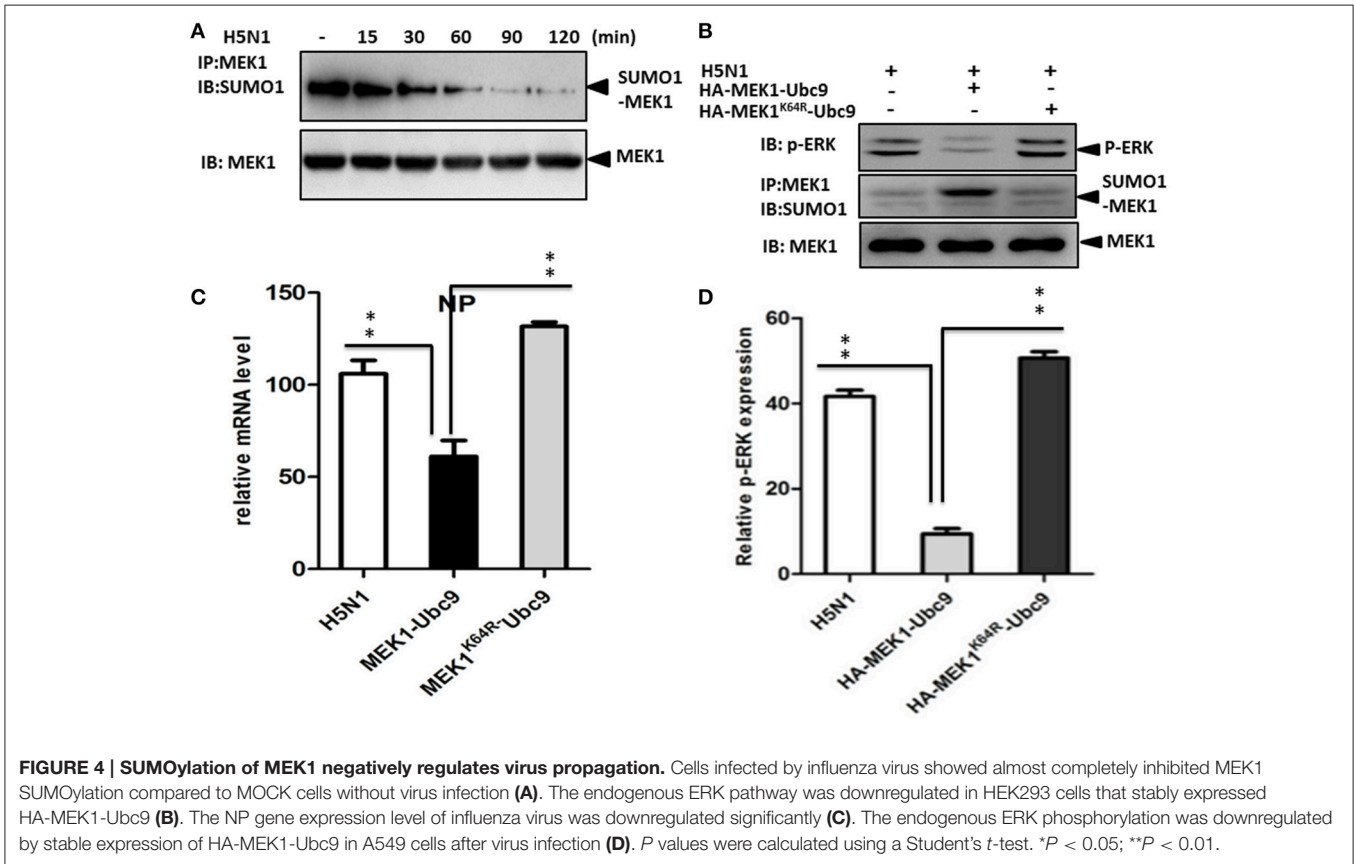 A
H5N1 - 15 30 60 90 120 (min)
IP:MEK1
IB:SUMO1
SUMO1
-MEK1
IB: MEK1
MEK1
B
H5N1 + + +
HA-MEK1-Ubc9 - + -
HA-MEK1K64R-Ubc9 - - +
IB: p-ERK
P-ERK
IP:MEK1
IB:SUMO1
SUMO1
-MEK1
IB: MEK1
MEK1
C
NP
relative mRNA level
150
100
50
0
* *
* *
H5N1
MEK1-Ubc9
MEK1K64R-Ubc9
D
Relative p-ERK expression
60
40
20
0
* *
* *
H5N1
HA-MEK1-Ubc9
HA-MEK1K64R-Ubc9
FIGURE 4 | SUMOylation of MEK1 negatively regulates virus propagation. Cells infected by influenza virus showed almost completely inhibited MEK1
SUMOylation compared to MOCK cells without virus infection (A). The endogenous ERK pathway was downregulated in HEK293 cells that stably expressed
HA-MEK1-Ubc9 (B). The NP gene expression level of influenza virus was downregulated significantly (C). The endogenous ERK phosphorylation was downregulated
by stable expression of HA-MEK1-Ubc9 in A549 cells after virus infection (D). P values were calculated using a Student's t-test. *P < 0.05; **P < 0.01.